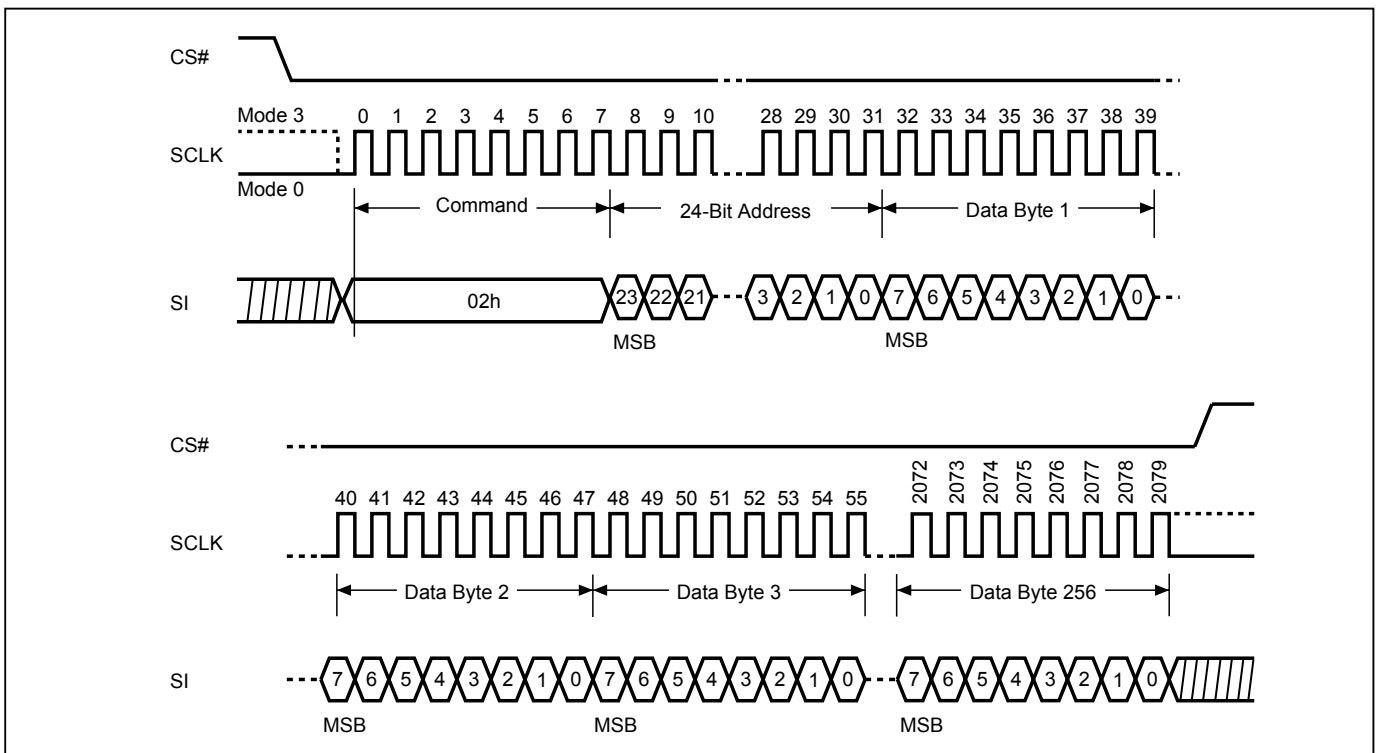 CS#
Mode 3
0 1 2 3 4 5 6 7 8 9 10 28 29 30 31 32 33 34 35 36 37 38 39
SCLK
Mode 0
Command 24-Bit Address Data Byte 1
SI 02h 23 22 21 3 2 1 0 7 6 5 4 3 2 1 0
MSB MSB
CS#
40 41 42 43 44 45 46 47 48 49 50 51 52 53 54 55 2072 2073 2074 2075 2076 2077 2078 2079
SCLK
Data Byte 2 Data Byte 3 Data Byte 256
SI 7 6 5 4 3 2 1 0 7 6 5 4 3 2 1 0 7 6 5 4 3 2 1 0
MSB MSB MSB